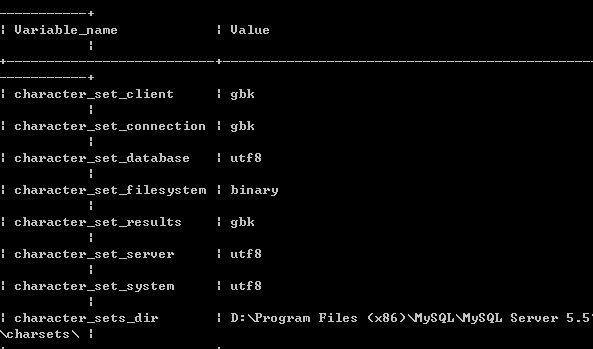 -----------+
| Variable_name | Value
|
+--------------------------+-----------------------------------------------
-----------+
| character_set_client | gbk
|
| character_set_connection | gbk
|
| character_set_database | utf8
|
| character_set_filesystem | binary
|
| character_set_results | gbk
|
| character_set_server | utf8
|
| character_set_system | utf8
|
| character_sets_dir | D:\Program Files (x86)\MySQL\MySQL Server 5.5
\charsets\ |